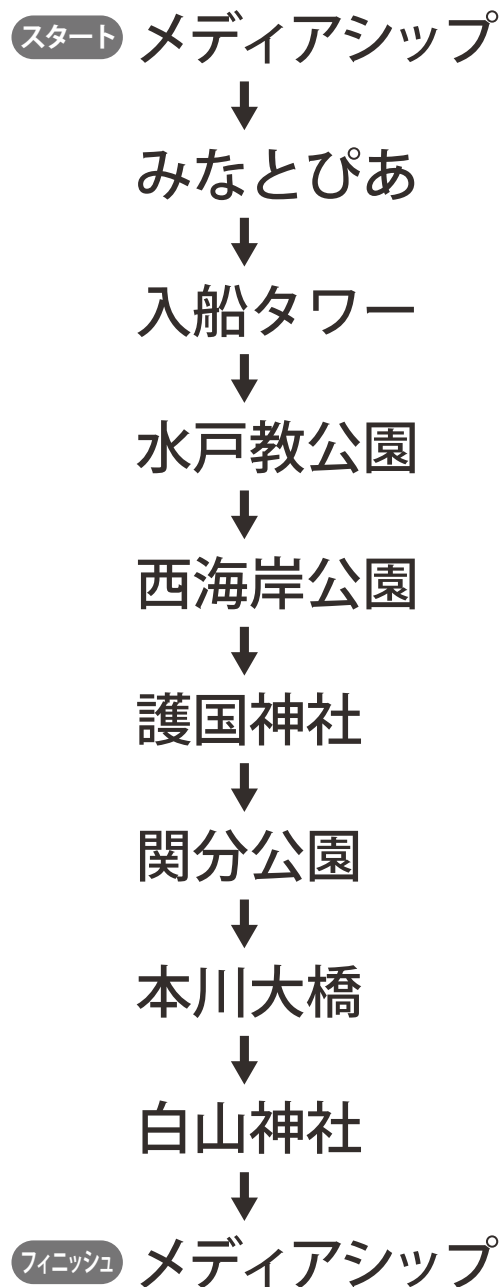 スタート メディアシップ
みなとぴあ
入船タワー
水戸教公園
西海岸公園
護国神社
関分公園
本川大橋
白山神社
フィニッシュ メディアシップ